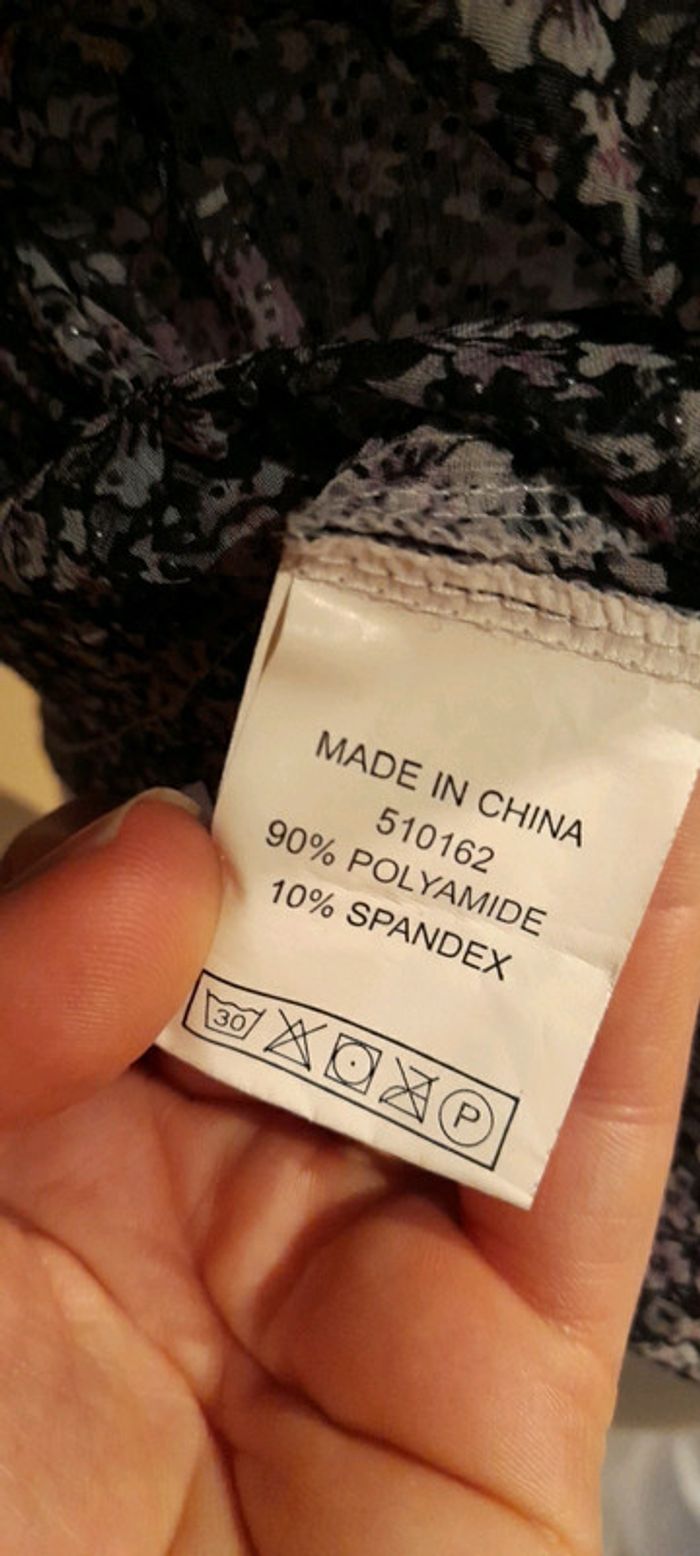 MADE IN CHINA
510162
90% POLYAMIDE
10% SPANDEX
30 P